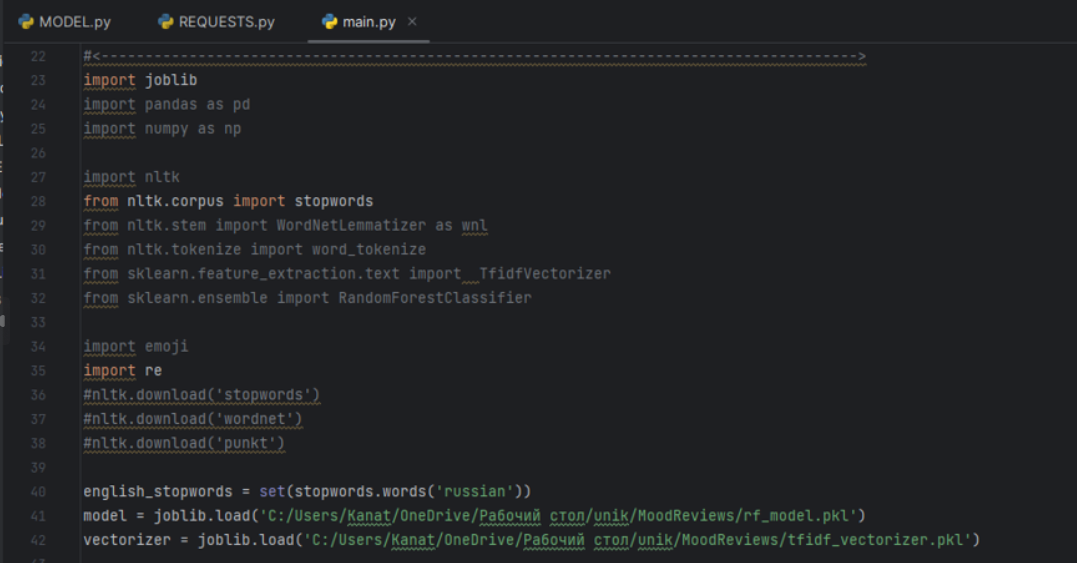 MODEL.py REQUESTS.py main.py
22 #<--------------------------------------------------------------------------------------->
23 import joblib
24 import pandas as pd
25 import numpy as np
26
27 import nltk
28 from nltk.corpus import stopwords
29 from nltk.stem import WordNetLemmatizer as wnl
30 from nltk.tokenize import word_tokenize
31 from sklearn.feature_extraction.text import  TfidfVectorizer
32 from sklearn.ensemble import RandomForestClassifier
33
34 import emoji
35 import re
36 #nltk.download('stopwords')
37 #nltk.download('wordnet')
38 #nltk.download('punkt')
39
40 english_stopwords = set(stopwords.words('russian'))
41 model = joblib.load('C:/Users/Kanat/OneDrive/Рабочий стол/unik/MoodReviews/rf_model.pkl')
42 vectorizer = joblib.load('C:/Users/Kanat/OneDrive/Рабочий стол/unik/MoodReviews/tfidf_vectorizer.pkl')